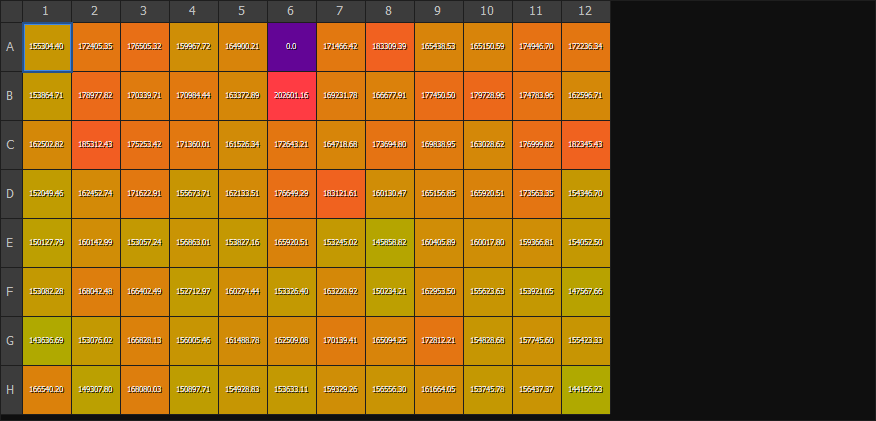 1 2 3 4 5 6 7 8 9 10 11 12
A 155304.40 172405.35 176505.32 159967.72 164900.21 0.0 171466.42 183309.39 165438.53 165150.59 174946.70 172236.34
B 153864.71 178977.82 170339.71 170984.44 163372.89 202601.16 169231.78 166677.91 177450.50 179728.96 174783.96 162596.71
C 162502.82 185312.43 175253.42 171360.01 161526.34 172643.21 164718.68 173694.80 169838.95 163028.62 176999.82 182345.43
D 152049.46 162452.74 171622.91 155673.71 162133.51 176649.29 183121.61 160130.47 165156.85 165920.51 173563.35 154346.70
E 150127.79 160142.99 153057.24 156863.01 153827.16 165920.51 153245.02 145858.82 160405.89 160017.80 159366.81 154052.50
F 153082.28 168042.48 166402.49 152712.97 160274.44 153326.40 163228.92 150234.21 162953.50 155623.63 153921.05 147567.66
G 143636.69 153076.02 166828.13 156005.46 161488.78 162509.08 170139.41 165094.25 172812.21 154828.68 157745.60 155423.33
H 166540.20 149307.80 168080.03 150897.71 154928.83 153633.11 159329.26 156556.30 161664.05 153745.78 156437.37 144156.23